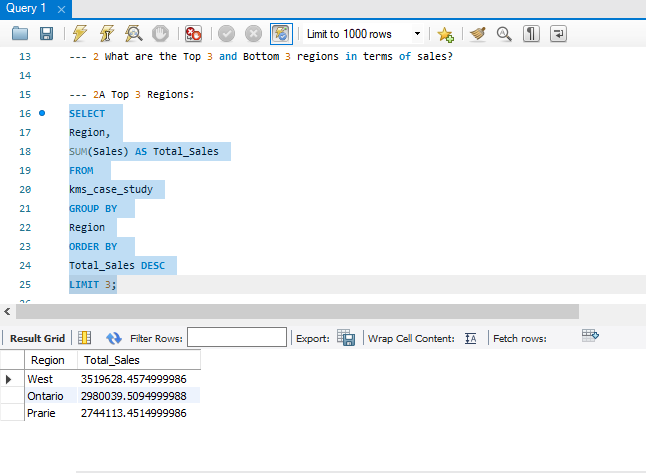 Query 1
Limit to 1000 rows
13 --- 2 What are the Top 3 and Bottom 3 regions in terms of sales?
14
15 --- 2A Top 3 Regions:
16 SELECT
17 Region,
18 SUM(Sales) AS Total_Sales
19 FROM
20 kms_case_study
21 GROUP BY
22 Region
23 ORDER BY
24 Total_Sales DESC
25 LIMIT 3;
Result Grid Filter Rows: Export: Wrap Cell Content: IA Fetch rows:
Region Total_Sales
West 3519628.4574999986
Ontario 2980039.5094999988
Prarie 2744113.4514999986